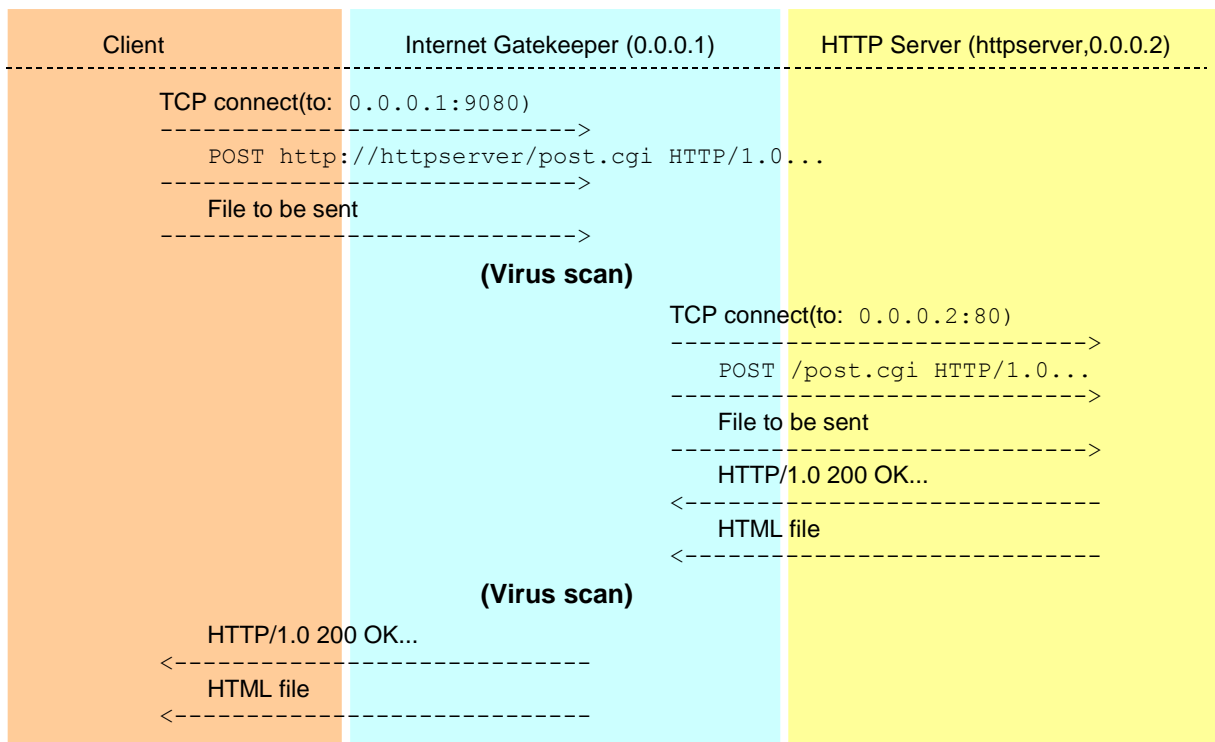 Client Internet Gatekeeper (0.0.0.1) HTTP Server (httpserver,0.0.0.2)
TCP connect(to: 0.0.0.1:9080)
----------------------------->
POST http://httpserver/post.cgi HTTP/1.0...
----------------------------->
File to be sent
----------------------------->
(Virus scan)
TCP connect(to: 0.0.0.2:80)
----------------------------->
POST /post.cgi HTTP/1.0...
----------------------------->
File to be sent
----------------------------->
HTTP/1.0 200 OK...
<-----------------------------
HTML file
<-----------------------------
(Virus scan)
HTTP/1.0 200 OK...
<-----------------------------
HTML file
<-----------------------------